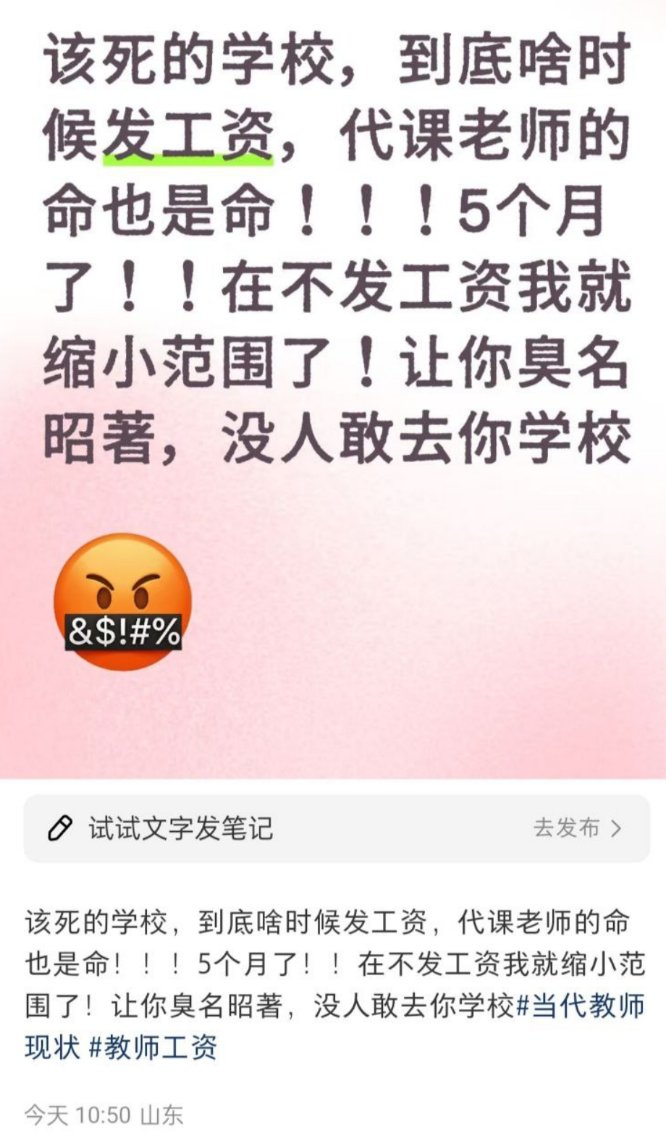 该死的学校，到底啥时
候发工资，代课老师的
命也是命！！！5个月
了！！在不发工资我就
缩小范围了！让你臭名
昭著，没人敢去你学校
&$!#%
试试文字发笔记
去发布
该死的学校，到底啥时候发工资，代课老师的命
也是命！！！5个月了！！在不发工资我就缩小范
围了！让你臭名昭著，没人敢去你学校#当代教师
现状 #教师工资
今天 10:50 山东